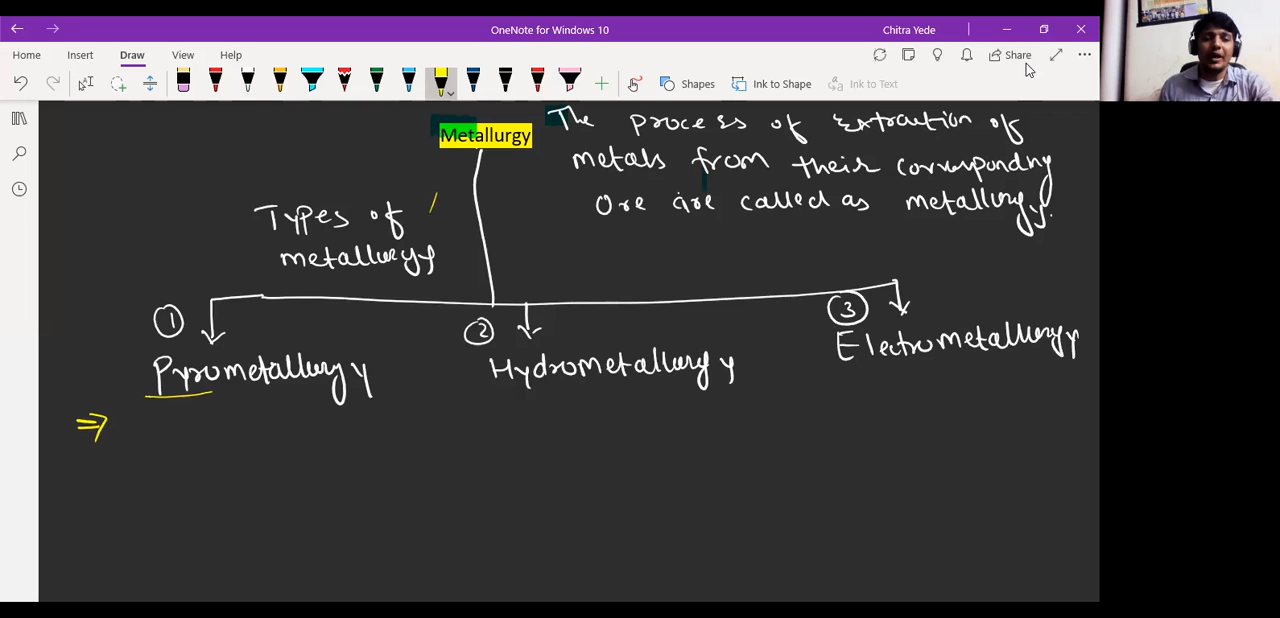 OneNote for Windows 10
Chitra Yede
Home Insert Draw View Help
Share
Shapes
Ink to Shape
Ink to Text
Metallurgy
The process of extraction of
metals from their corresponding
Ore are called as metallurgy.
Types of
metallurgy
1
2
3
Pyrometallurgy
Hydrometallurgy
Electrometallurgy
⇒